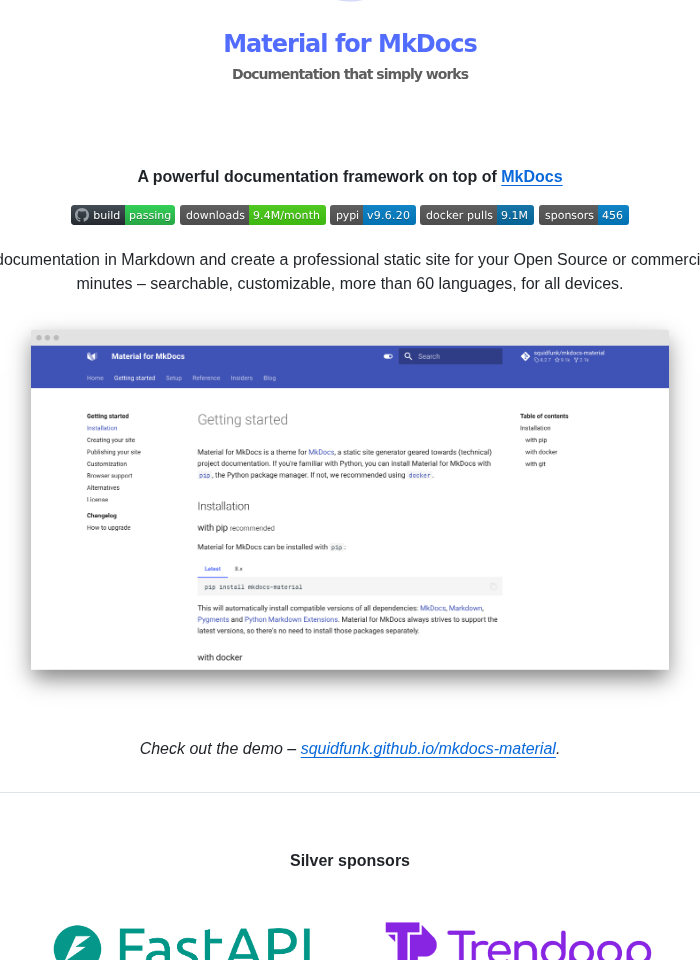 Material for MkDocs
Documentation that simply works
A powerful documentation framework on top of MkDocs
build passing downloads 9.4M/month pypi v9.6.20 docker pulls 9.1M sponsors 456
documentation in Markdown and create a professional static site for your Open Source or
minutes – searchable, customizable, more than 60 languages, for all devices.
Material for MkDocs
Search
squidfunk/mkdocs-material
Home Getting started Setup Reference Insiders Blog
Getting started
Installation
Creating your site
Publishing your site
Customization
Browser support
Alternatives
License
Changelog
How to upgrade
Getting started
Material for MkDocs is a theme for MkDocs, a static site generator geared towards (technical)
project documentation. If you're familiar with Python, you can install Material for MkDocs with
pip, the Python package manager. If not, we recommended using docker.
Installation
with pip recommended
Material for MkDocs can be installed with pip:
Latest 8.x
pip install mkdocs-material
This will automatically install compatible versions of all dependencies: MkDocs, Markdown,
Pygments and Python Markdown Extensions. Material for MkDocs always strives to support the
latest versions, so there's no need to install those packages separately.
with docker
Table of contents
Installation
with pip
with docker
with git
Check out the demo – squidfunk.github.io/mkdocs-material.
Silver sponsors
FastAPI Trendpop